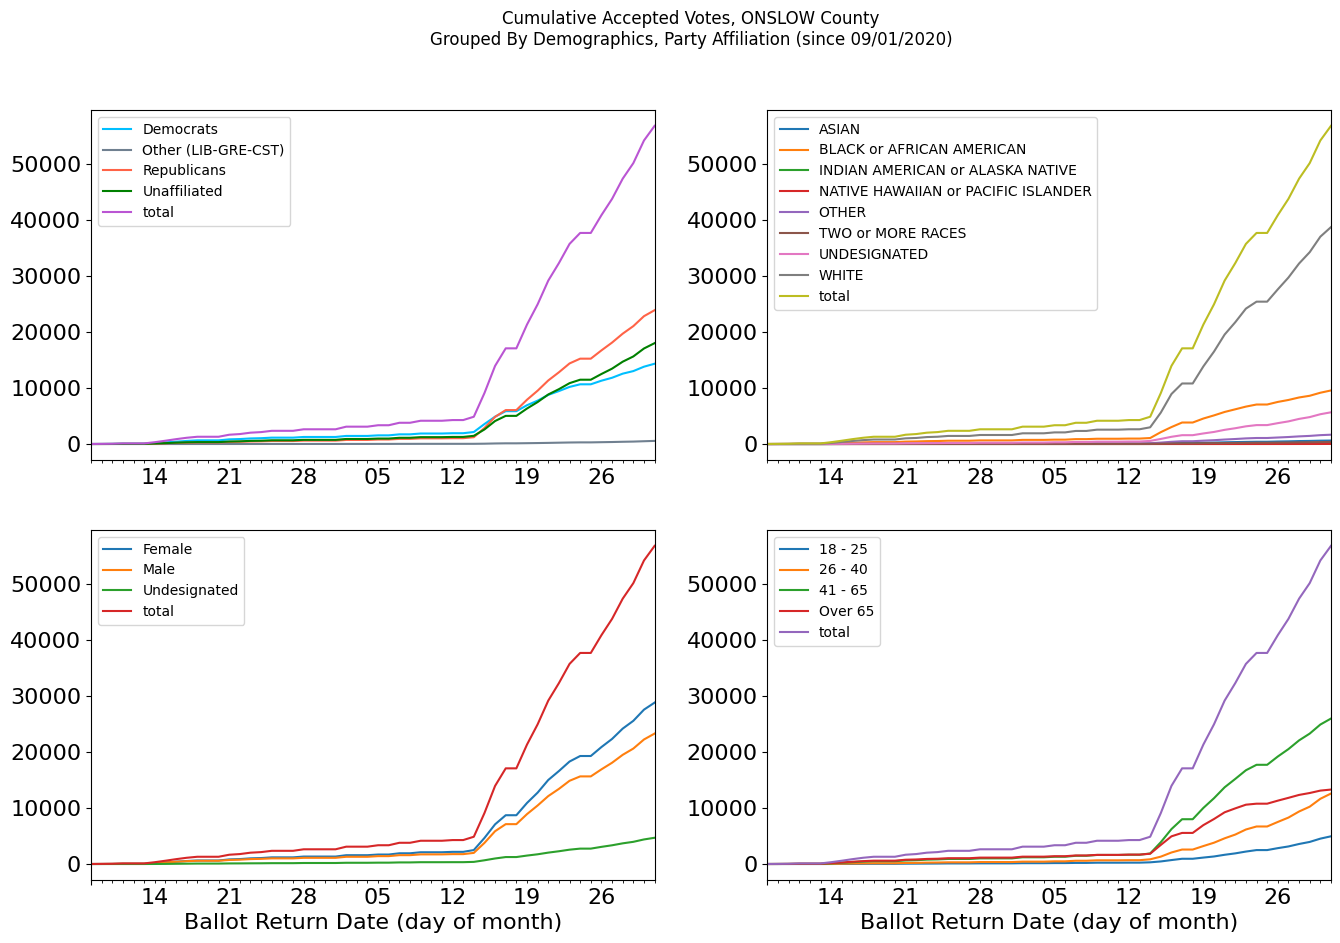 Cumulative Accepted Votes, ONSLOW County
Grouped By Demographics, Party Affiliation (since 09/01/2020)
Democrats
Other (LIB-GRE-CST)
Republicans
Unaffiliated
total
50000
40000
30000
20000
10000
0
14 21 28 05 12 19 26
ASIAN
BLACK or AFRICAN AMERICAN
INDIAN AMERICAN or ALASKA NATIVE
NATIVE HAWAIIAN or PACIFIC ISLANDER
OTHER
TWO or MORE RACES
UNDESIGNATED
WHITE
total
50000
40000
30000
20000
10000
0
14 21 28 05 12 19 26
Female
Male
Undesignated
total
50000
40000
30000
20000
10000
0
14 21 28 05 12 19 26
Ballot Return Date (day of month)
18 - 25
26 - 40
41 - 65
Over 65
total
50000
40000
30000
20000
10000
0
14 21 28 05 12 19 26
Ballot Return Date (day of month)